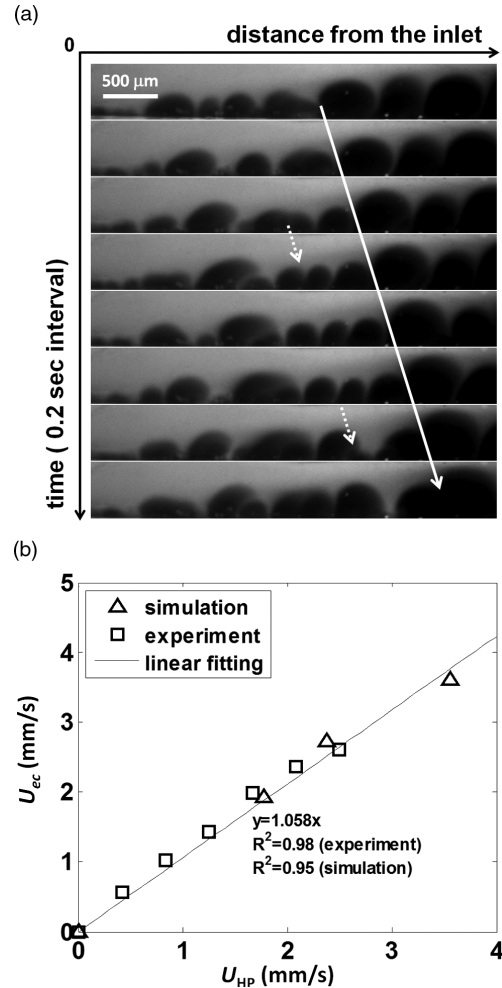 (a)
distance from the inlet
0
500 μm
time ( 0.2 sec interval)
(b)
5
4
3
2
1
0
simulation
experiment
linear fitting
y=1.058x
R²=0.98 (experiment)
R²=0.95 (simulation)
0 1 2 3 4
U_ec (mm/s)
U_HP (mm/s)